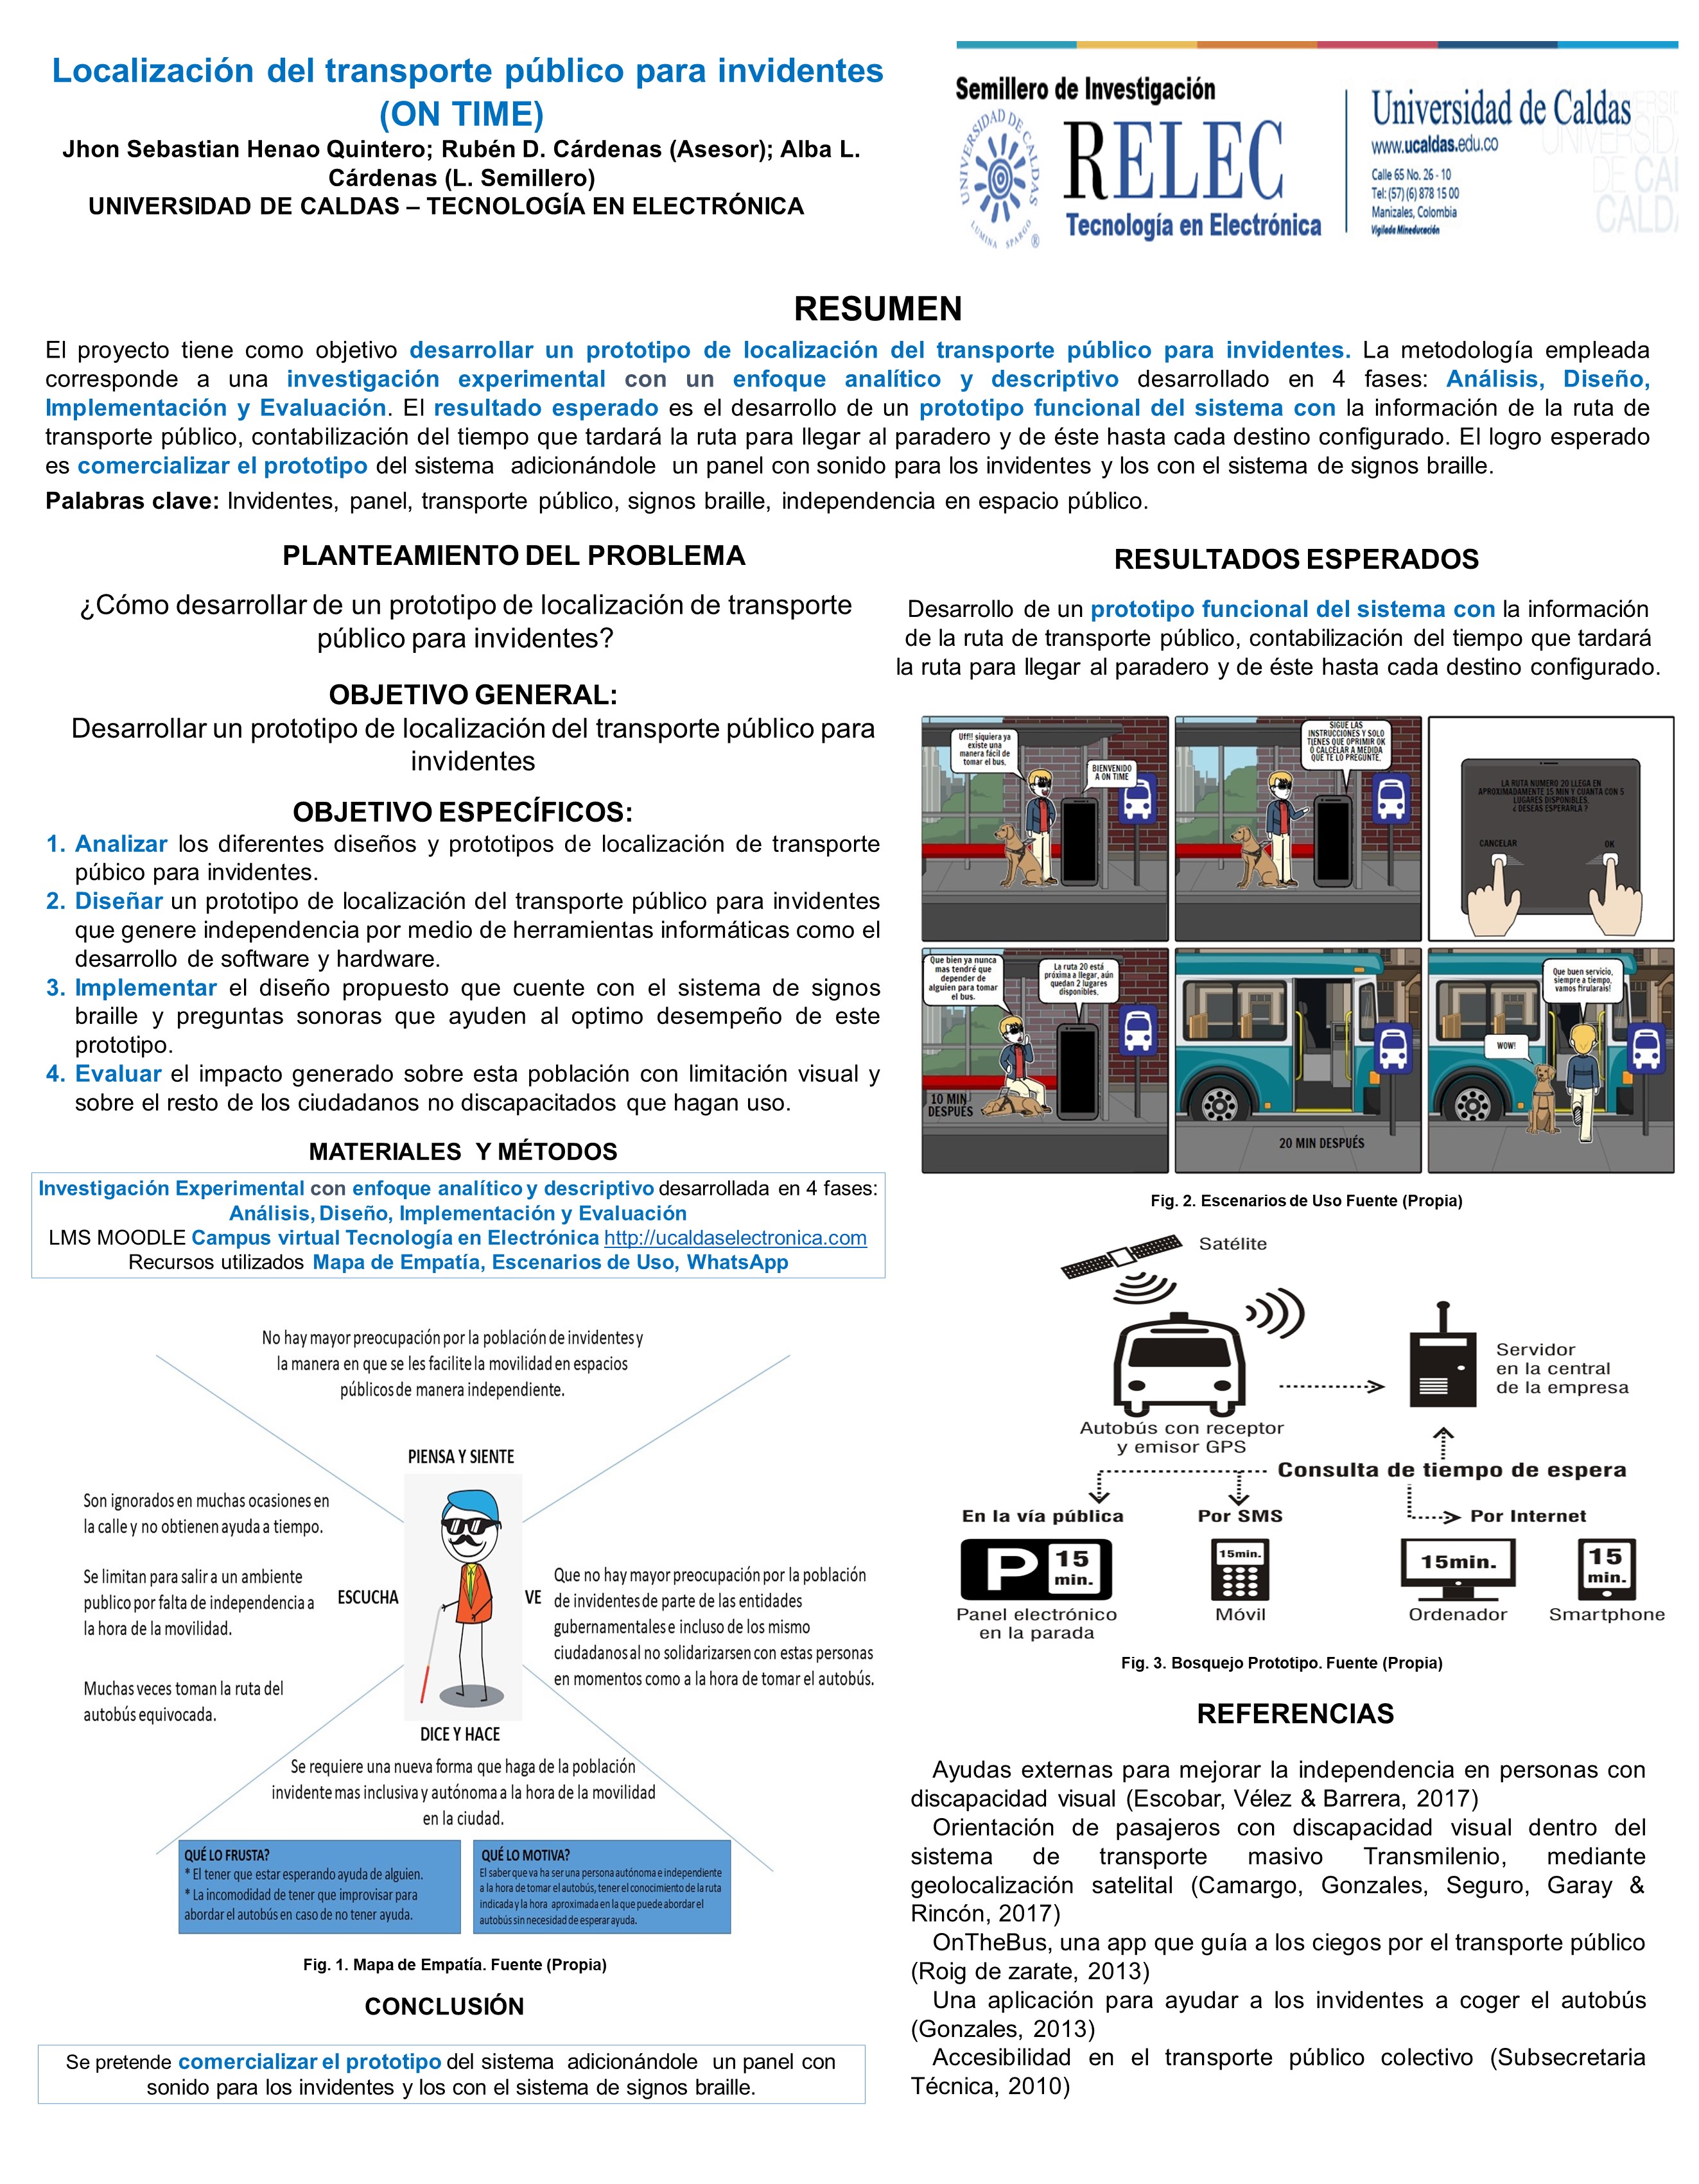 Localización del transporte público para invidentes
(ON TIME)
Jhon Sebastian Henao Quintero; Rubén D. Cárdenas (Asesor); Alba L.
Cárdenas (L. Semillero)
UNIVERSIDAD DE CALDAS – TECNOLOGÍA EN ELECTRÓNICA
Semillero de Investigación
UNIVERSIDAD DE CALDAS
LUMINA SPARGO
®
RELEC
Tecnología en Electrónica
Universidad de Caldas
www.ucaldas.edu.co
Calle 65 No. 26 - 10
Tel: (57) (6) 878 15 00
Manizales, Colombia
Vigilada Mineducación
RESUMEN
El proyecto tiene como objetivo desarrollar un prototipo de localización del transporte público para invidentes. La metodología empleada
corresponde a una investigación experimental con un enfoque analítico y descriptivo desarrollado en 4 fases: Análisis, Diseño,
Implementación y Evaluación. El resultado esperado es el desarrollo de un prototipo funcional del sistema con la información de la ruta de
transporte público, contabilización del tiempo que tardará la ruta para llegar al paradero y de éste hasta cada destino configurado. El logro esperado
es comercializar el prototipo del sistema adicionándole un panel con sonido para los invidentes y los con el sistema de signos braille.
Palabras clave: Invidentes, panel, transporte público, signos braille, independencia en espacio público.
PLANTEAMIENTO DEL PROBLEMA
¿Cómo desarrollar de un prototipo de localización de transporte
público para invidentes?
OBJETIVO GENERAL:
Desarrollar un prototipo de localización del transporte público para
invidentes
OBJETIVO ESPECÍFICOS:
1. Analizar los diferentes diseños y prototipos de localización de transporte
púbico para invidentes.
2. Diseñar un prototipo de localización del transporte público para invidentes
que genere independencia por medio de herramientas informáticas como el
desarrollo de software y hardware.
3. Implementar el diseño propuesto que cuente con el sistema de signos
braille y preguntas sonoras que ayuden al optimo desempeño de este
prototipo.
4. Evaluar el impacto generado sobre esta población con limitación visual y
sobre el resto de los ciudadanos no discapacitados que hagan uso.
MATERIALES Y MÉTODOS
Investigación Experimental con enfoque analítico y descriptivo desarrollada en 4 fases:
Análisis, Diseño, Implementación y Evaluación
LMS MOODLE Campus virtual Tecnología en Electrónica http://ucaldaselectronica.com
Recursos utilizados Mapa de Empatía, Escenarios de Uso, WhatsApp
No hay mayor preocupación por la población de invidentes y
la manera en que se les facilite la movilidad en espacios
públicos de manera independiente.
PIENSA Y SIENTE
Son ignorados en muchas ocasiones en
la calle y no obtienen ayuda a tiempo.
Se limitan para salir a un ambiente
publico por falta de independencia a
la hora de la movilidad.
Muchas veces toman la ruta del
autobús equivocada.
ESCUCHA
VE
Que no hay mayor preocupación por la población
de invidentes de parte de las entidades
gubernamentales e incluso de los mismo
ciudadanos al no solidarizarsen con estas personas
en momentos como a la hora de tomar el autobús.
DICE Y HACE
Se requiere una nueva forma que haga de la población
invidente mas inclusiva y autónoma a la hora de la movilidad
en la ciudad.
QUÉ LO FRUSTA?
* El tener que estar esperando ayuda de alguien.
* La incomodidad de tener que improvisar para
abordar el autobús en caso de no tener ayuda.
QUÉ LO MOTIVA?
El saber que va ha ser una persona autónoma e independiente
a la hora de tomar el autobús, tener el conocimiento de la ruta
indicada y la hora aproximada en la que puede abordar el
autobús sin necesidad de esperar ayuda.
Fig. 1. Mapa de Empatía. Fuente (Propia)
CONCLUSIÓN
Se pretende comercializar el prototipo del sistema adicionándole un panel con
sonido para los invidentes y los con el sistema de signos braille.
RESULTADOS ESPERADOS
Desarrollo de un prototipo funcional del sistema con la información
de la ruta de transporte público, contabilización del tiempo que tardará
la ruta para llegar al paradero y de éste hasta cada destino configurado.
Uff!! siquiera ya
existe una
manera fácil de
tomar el bus.
BIENVENIDO
A ON TIME
SIGUE LAS
INSTRUCCIONES Y SOLO
TIENES QUE OPRIMIR OK
O CALCELAR A MEDIDA
QUE TE LO PREGUNTE.
LA RUTA NUMERO 20 LLEGA EN
APROXIMADAMENTE 15 MIN Y CUANTA CON 5
LUGARES DISPONIBLES.
¿ DESEAS ESPERARLA ?
CANCELAR
OK
Que bien ya nunca
mas tendré que
depender de
alguien para tomar
el bus.
La ruta 20 está
próxima a llegar, aún
quedan 2 lugares
disponibles.
10 MIN
DESPUÉS
20 MIN DESPUÉS
Que buen servicio,
siempre a tiempo,
vamos firularais!
WOW!
Fig. 2. Escenarios de Uso Fuente (Propia)
Satélite
Autobús con receptor
y emisor GPS
Servidor
en la central
de la empresa
Consulta de tiempo de espera
En la vía pública
Por SMS
Por Internet
P 15
min.
15min.
15min.
15
min.
Panel electrónico
en la parada
Móvil
Ordenador
Smartphone
Fig. 3. Bosquejo Prototipo. Fuente (Propia)
REFERENCIAS
Ayudas externas para mejorar la independencia en personas con
discapacidad visual (Escobar, Vélez & Barrera, 2017)
Orientación de pasajeros con discapacidad visual dentro del
sistema de transporte masivo Transmilenio, mediante
geolocalización satelital (Camargo, Gonzales, Seguro, Garay &
Rincón, 2017)
OnTheBus, una app que guía a los ciegos por el transporte público
(Roig de zarate, 2013)
Una aplicación para ayudar a los invidentes a coger el autobús
(Gonzales, 2013)
Accesibilidad en el transporte público colectivo (Subsecretaria
Técnica, 2010)